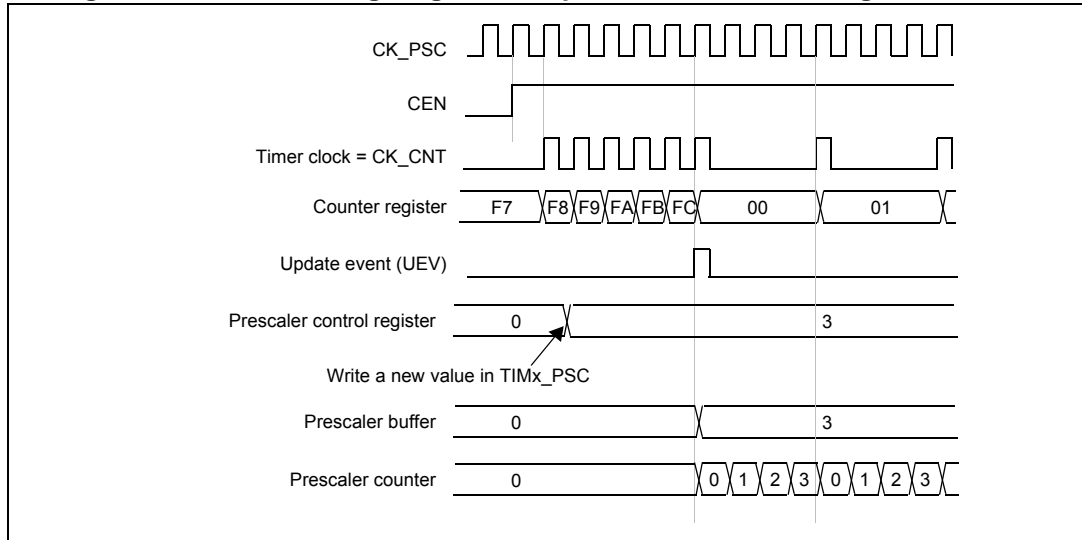 CK_PSC
CEN
Timer clock = CK_CNT
Counter register F7 F8 F9 FA FB FC 00 01
Update event (UEV)
Prescaler control register 0 3
Write a new value in TIMx_PSC
Prescaler buffer 0 3
Prescaler counter 0 0 1 2 3 0 1 2 3